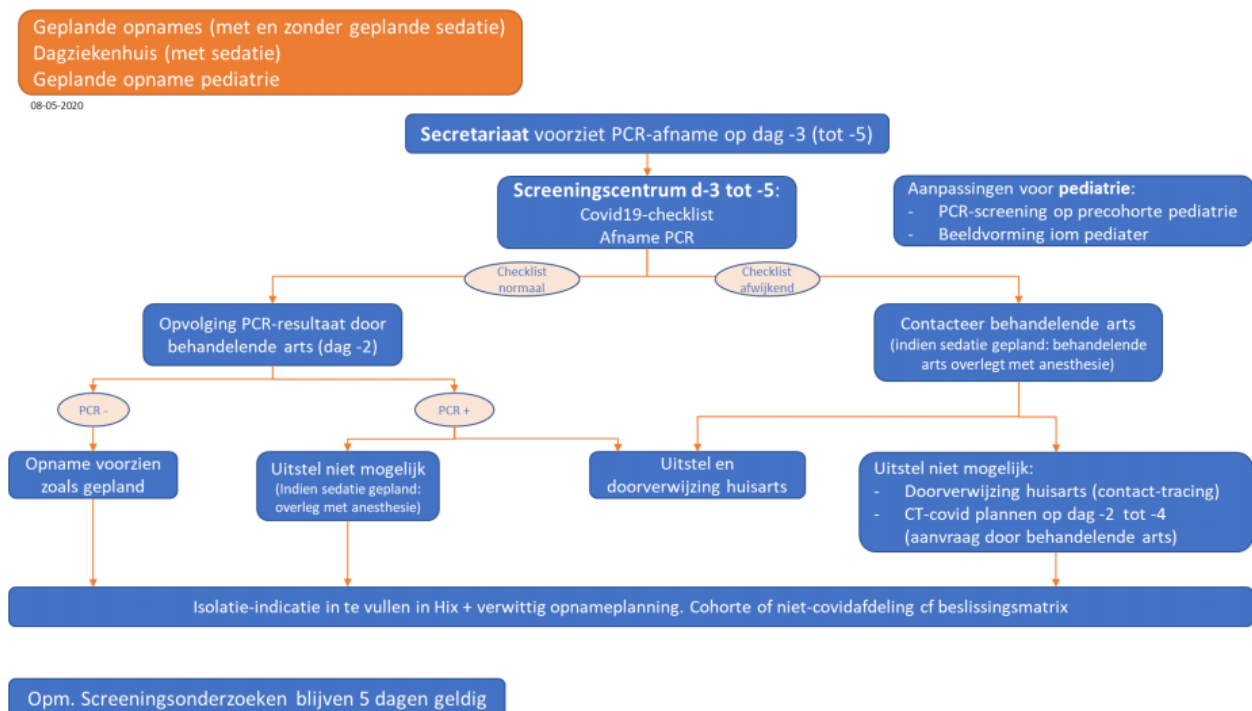 Geplande opnames (met en zonder geplande sedatie)
Dagziekenhuis (met sedatie)
Geplande opname pediatrie
08-05-2020
Secretariaat voorziet PCR-afname op dag -3 (tot -5)
Screeningscentrum d-3 tot -5:
Covid19-checklist
Afname PCR
Aanpassingen voor pediatrie:
- PCR-screening op precohorte pediatrie
- Beeldvorming iom pediater
Checklist
normaal
Checklist
afwijkend
Opvolging PCR-resultaat door
behandelende arts (dag -2)
Contacteer behandelende arts
(indien sedatie gepland: behandelende
arts overlegt met anesthesie)
PCR -
PCR +
Opname voorzien
zoals gepland
Uitstel niet mogelijk
(Indien sedatie gepland:
overleg met anesthesie)
Uitstel en
doorverwijzing huisarts
Uitstel niet mogelijk:
- Doorverwijzing huisarts (contact-tracing)
- CT-covid plannen op dag -2 tot -4
(aanvraag door behandelende arts)
Isolatie-indicatie in te vullen in Hix + verwittig opnameplanning. Cohorte of niet-covidafdeling cf beslissingsmatrix
Opm. Screeningsonderzoeken blijven 5 dagen geldig